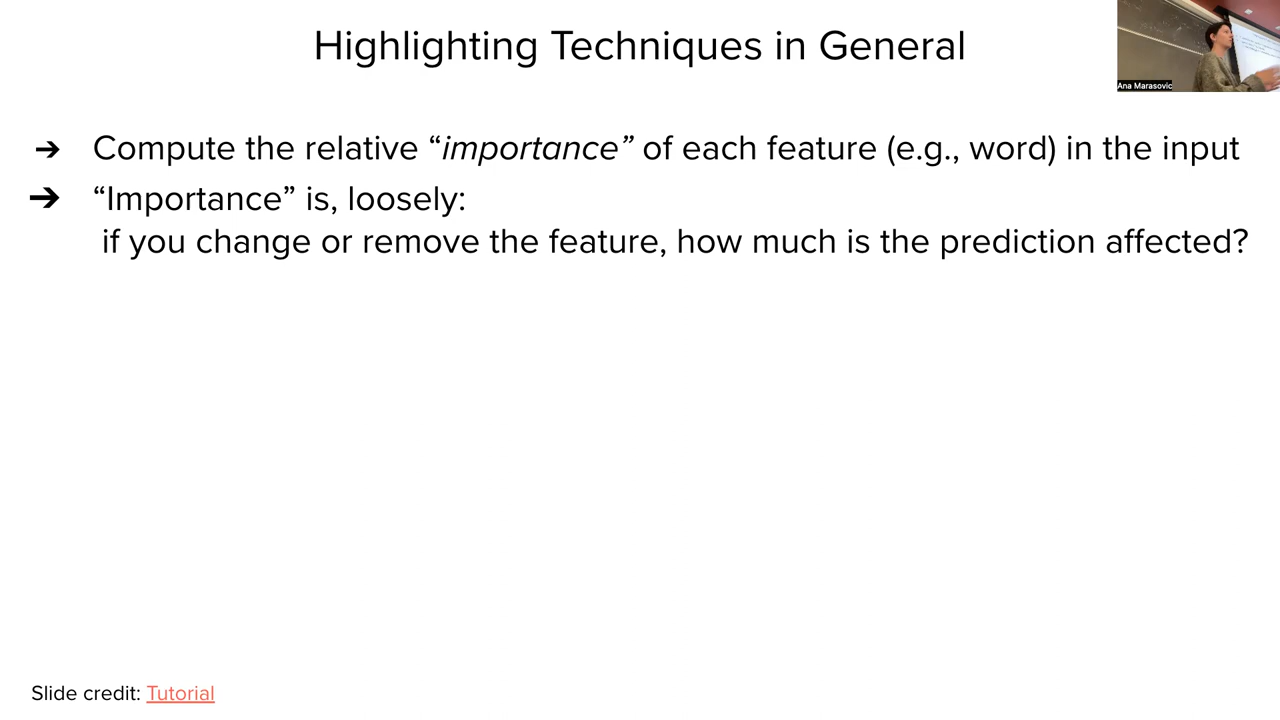 Highlighting Techniques in General
Ana Marasovic
➔ Compute the relative “importance” of each feature (e.g., word) in the input
➔ “Importance” is, loosely:
if you change or remove the feature, how much is the prediction affected?
Slide credit: Tutorial